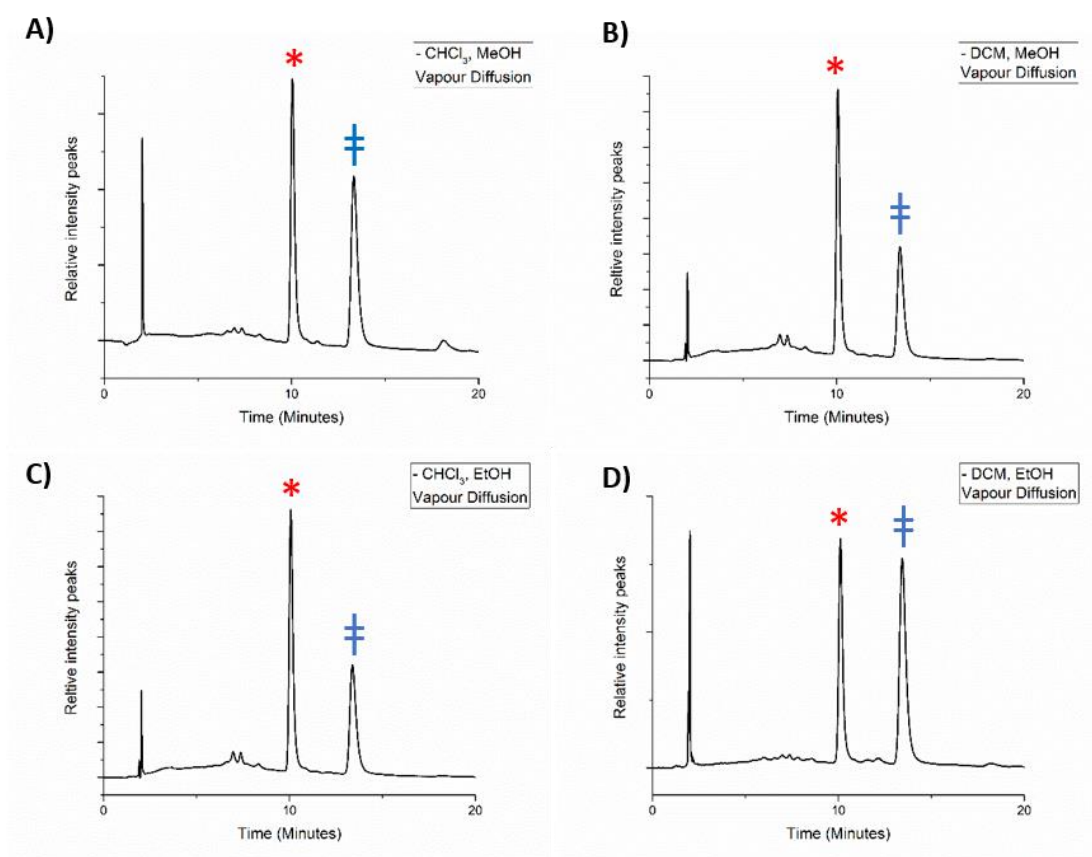 A)
*
- CHCl₃, MeOH
Vapour Diffusion
‡
Relative intensity peaks
0 10 20
Time (Minutes)
B)
*
- DCM, MeOH
Vapour Diffusion
‡
Reltive intensity peaks
0 10 20
Time (Minutes)
C)
*
- CHCl₃, EtOH
Vapour Diffusion
‡
Reltive intensity peaks
0 10 20
Time (Minutes)
D)
*
- DCM, EtOH
Vapour Diffusion
‡
Relative intensity peaks
0 10 20
Time (Minutes)